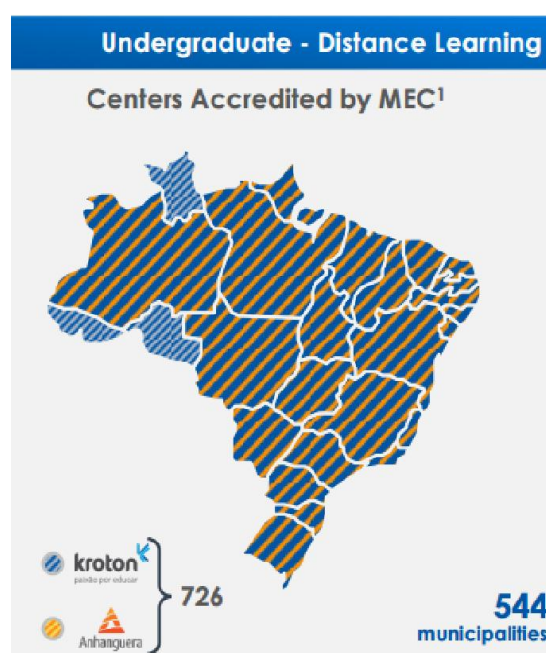 Undergraduate - Distance Learning
Centers Accredited by MEC¹
kroton
paixão por educar
Anhanguera
726
544
municipalities